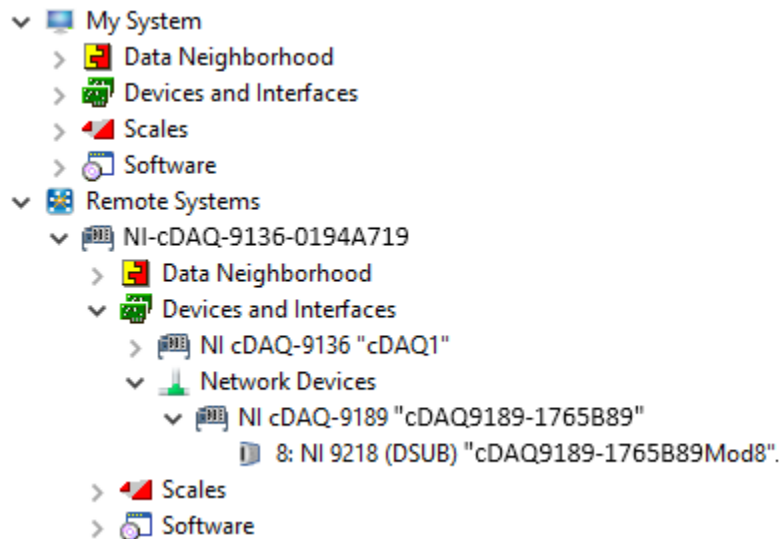 My System
Data Neighborhood
Devices and Interfaces
Scales
Software
Remote Systems
NI-cDAQ-9136-0194A719
Data Neighborhood
Devices and Interfaces
NI cDAQ-9136 "cDAQ1"
Network Devices
NI cDAQ-9189 "cDAQ9189-1765B89"
8: NI 9218 (DSUB) "cDAQ9189-1765B89Mod8".
Scales
Software